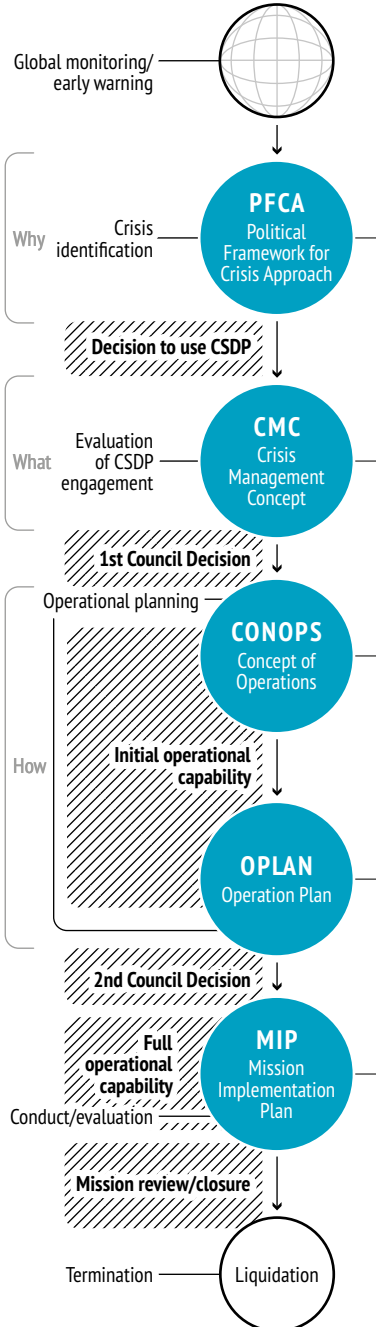 Global monitoring/
early warning
PFCA
Political
Framework for
Crisis Approach
Why
Crisis
identification
Decision to use CSDP
CMC
Crisis
Management
Concept
What
Evaluation
of CSDP
engagement
1st Council Decision
Operational planning
CONOPS
Concept of
Operations
How
Initial operational
capability
OPLAN
Operation Plan
2nd Council Decision
MIP
Mission
Implementation
Plan
Full
operational
capability
Conduct/evaluation
Mission review/closure
Termination
Liquidation